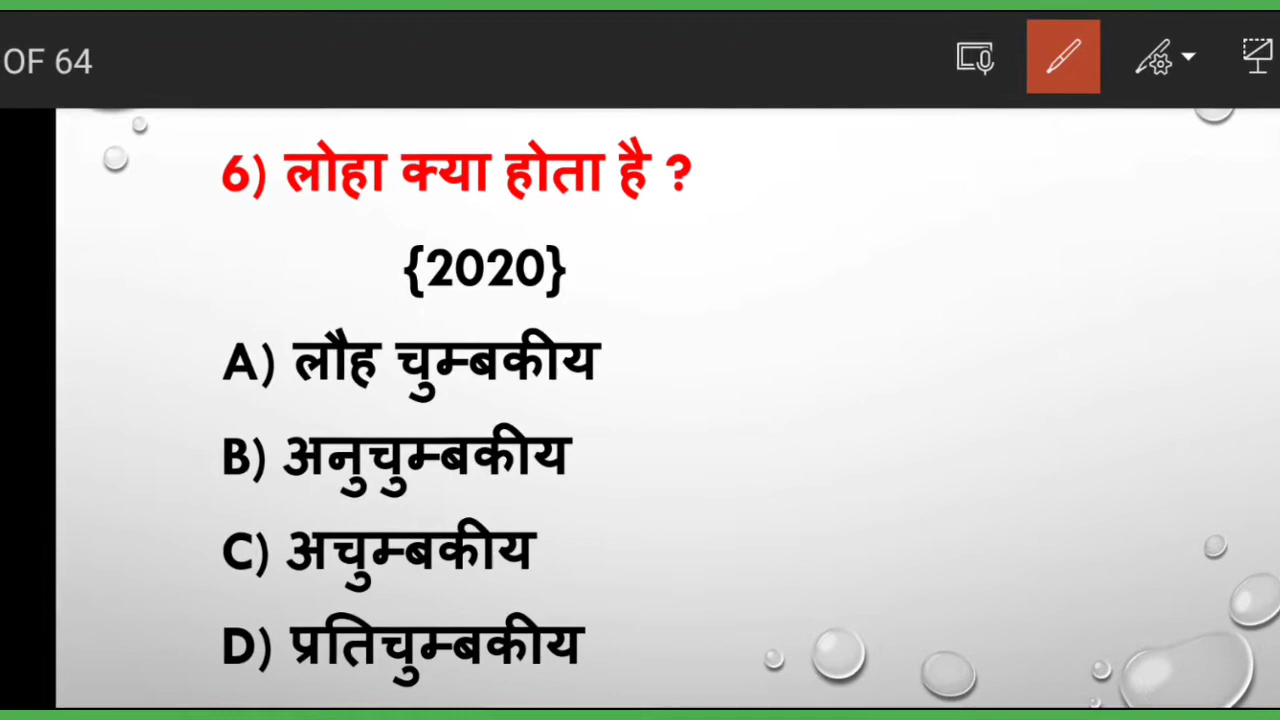 OF 64
6) लोहा क्या होता है ?
{2020}
A) लौह चुम्बकीय
B) अनुचुम्बकीय
C) अचुम्बकीय
D) प्रतिचुम्बकीय